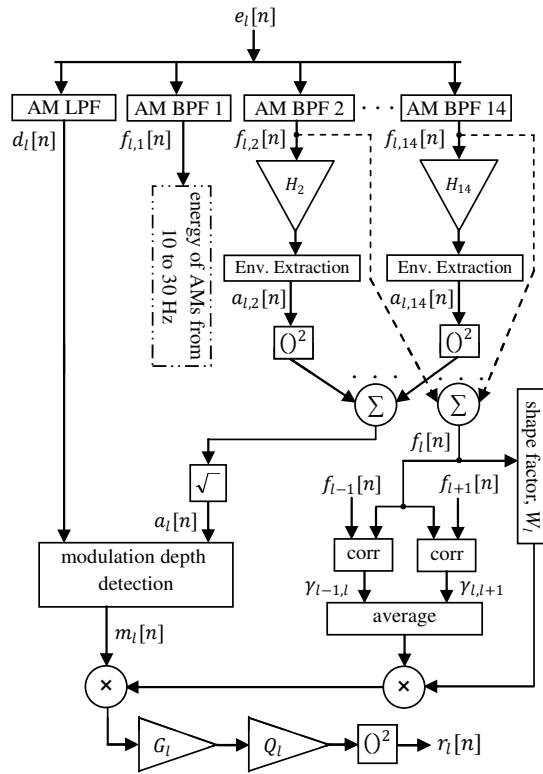 e_l[n]
AM LPF
AM BPF 1
AM BPF 2
· · ·
AM BPF 14
d_l[n]
f_{l,1}[n]
f_{l,2}[n]
f_{l,14}[n]
energy of AMs from
10 to 30 Hz
H_2
H_{14}
Env. Extraction
Env. Extraction
a_{l,2}[n]
a_{l,14}[n]
()^2
()^2
· · ·
· · ·
∑
∑
shape factor, W_l
f_l[n]
√
f_{l−1}[n]
f_{l+1}[n]
a_l[n]
modulation depth
detection
corr
corr
γ_{l−1,l}
γ_{l,l+1}
average
m_l[n]
×
×
G_l
Q_l
()^2
r_l[n]